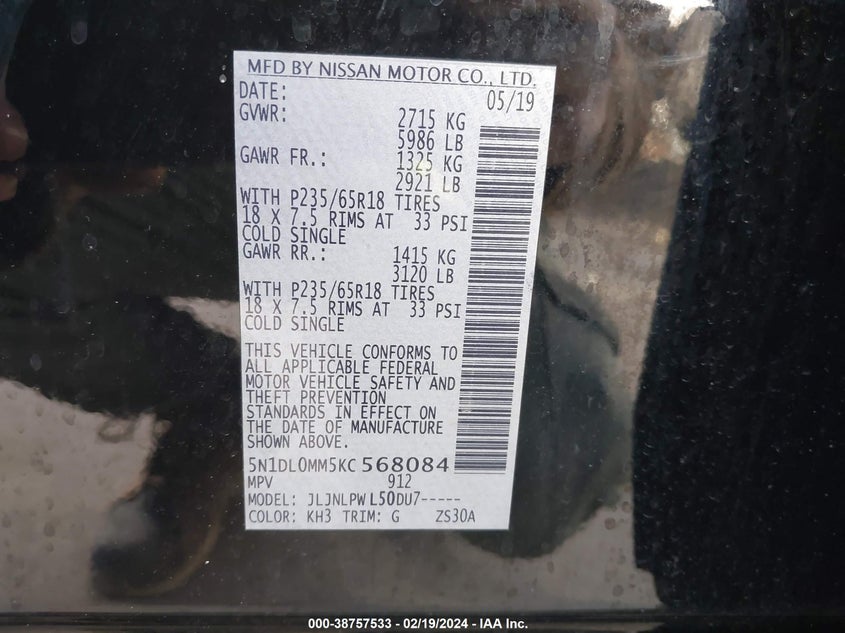 MFD BY NISSAN MOTOR CO., LTD.
DATE: 05/19
GVWR: 2715 KG
5986 LB
GAWR FR.: 1325 KG
2921 LB
WITH P235/65R18 TIRES
18 X 7.5 RIMS AT 33 PSI
COLD SINGLE
GAWR RR.: 1415 KG
3120 LB
WITH P235/65R18 TIRES
18 X 7.5 RIMS AT 33 PSI
COLD SINGLE
THIS VEHICLE CONFORMS TO
ALL APPLICABLE FEDERAL
MOTOR VEHICLE SAFETY AND
THEFT PREVENTION
STANDARDS IN EFFECT ON
THE DATE OF MANUFACTURE
SHOWN ABOVE.
5N1DL0MM5KC 568084
MPV 912
MODEL: JLJNLPW L50DU7-----
COLOR: KH3 TRIM: G ZS30A
000-38757533 - 02/19/2024 - IAA Inc.